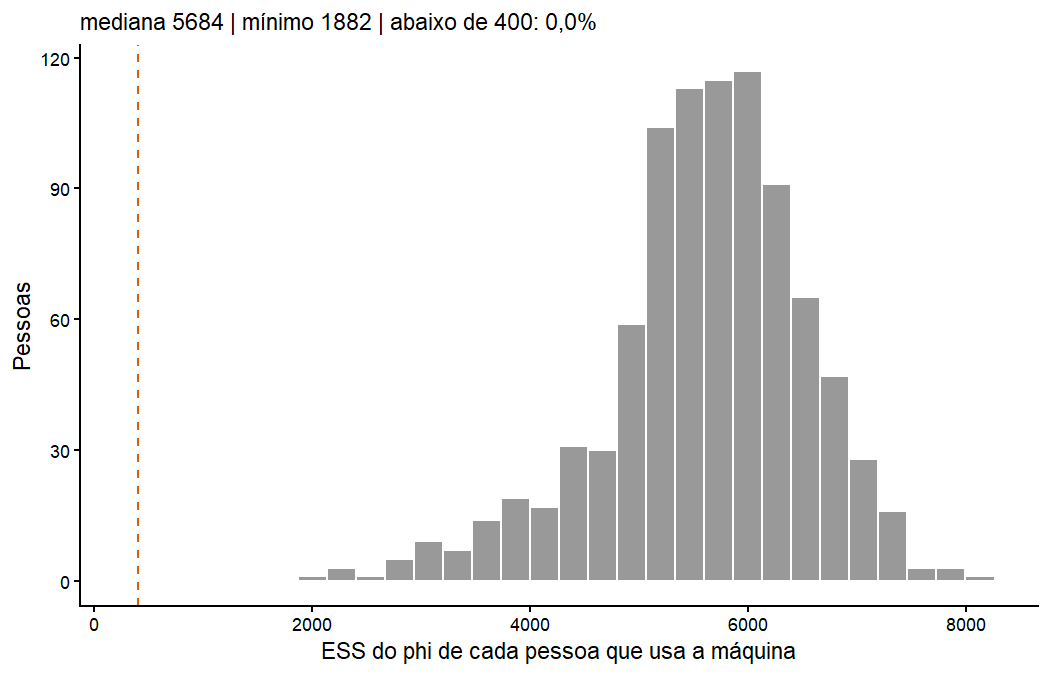 mediana 5684 | mínimo 1882 | abaixo de 400: 0,0%
120
90
60
30
0
Pessoas
0 2000 4000 6000 8000
ESS do phi de cada pessoa que usa a máquina